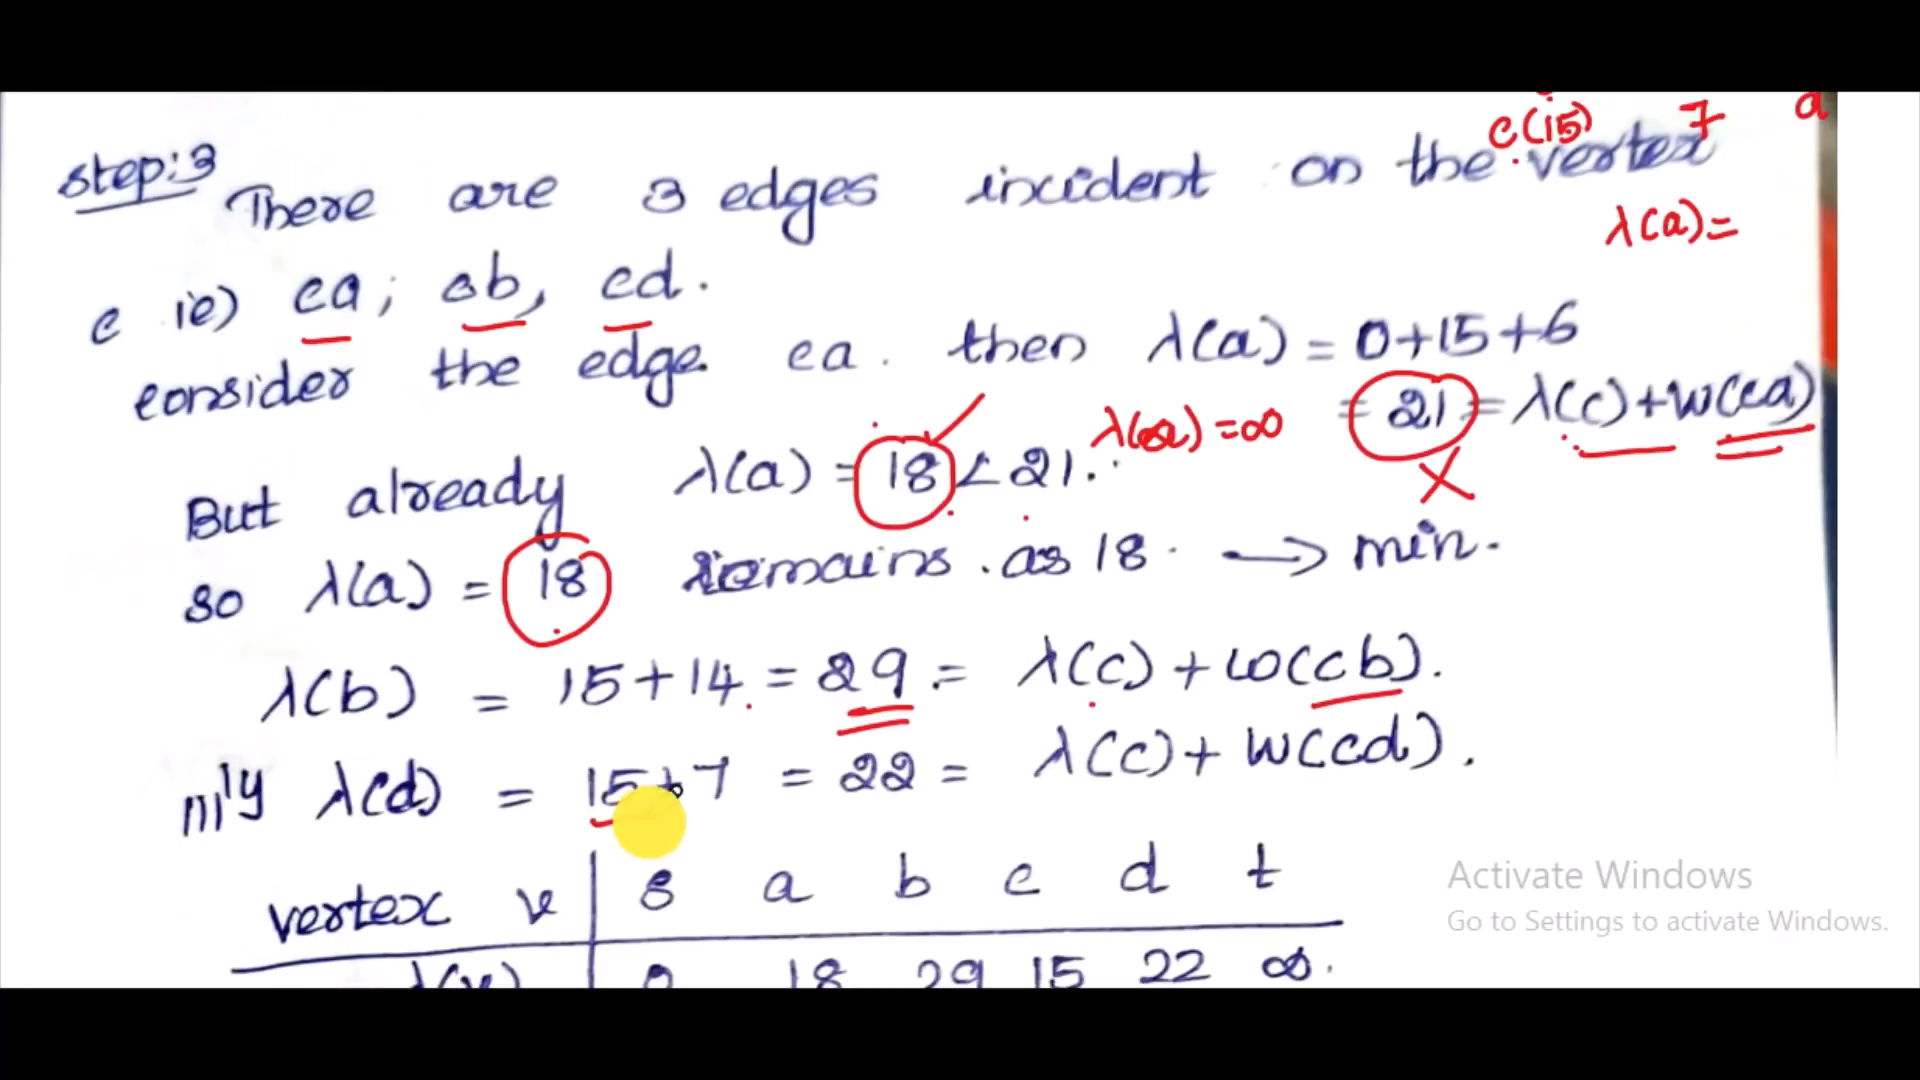 c(15) 7 a
step:3 There are 3 edges incident on the vertex
λ(a)=
c ie) ca; cb, cd.
consider the edge ca. then λ(a) = 0+15+6
= 21 = λ(c)+w(ca)
But already λ(a) = 18 < 21. λ(a) = ∞
so λ(a) = 18 remains as 18. → min.
λ(b) = 15+14 = 29 = λ(c)+w(cb).
lly λ(d) = 15+7 = 22 = λ(c)+w(cd).
vertex v s a b c d t
λ(v) 0 18 29 15 22 ∞.
Activate Windows
Go to Settings to activate Windows.